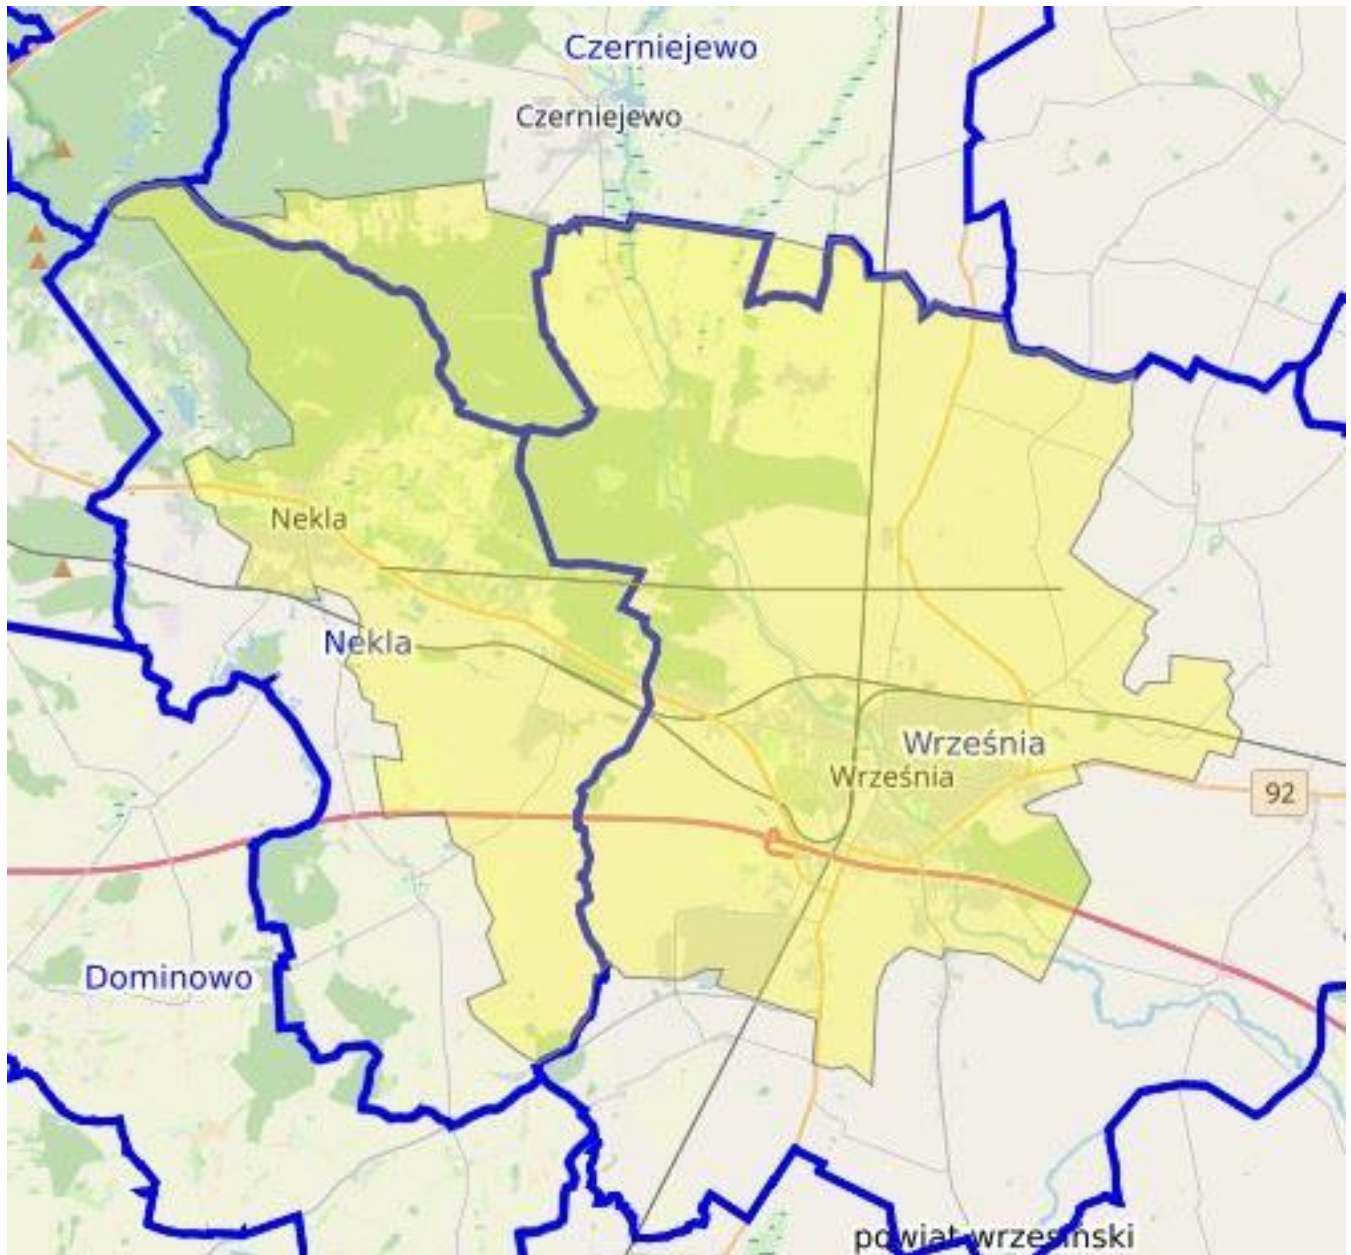 Czerniejewo
Czerniejewo
Nekla
Nekla
Września
Września
92
Dominowo
powiat wrzesiński